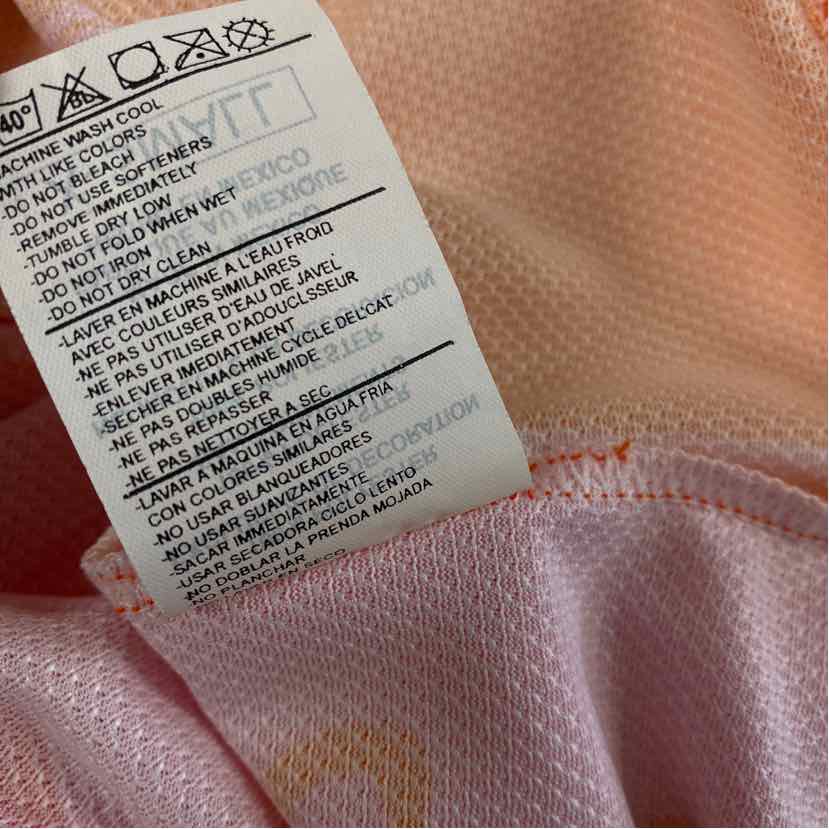 40°
MACHINE WASH COOL
WITH LIKE COLORS
-DO NOT BLEACH
-DO NOT USE SOFTENERS
-REMOVE IMMEDIATELY
-TUMBLE DRY LOW
-DO NOT FOLD WHEN WET
-DO NOT IRON
-DO NOT DRY CLEAN
-LAVER EN MACHINE A L'EAU FROID
AVEC COULEURS SIMILAIRES
-NE PAS UTILISER D'EAU DE JAVEL
-NE PAS UTILISER D'ADOUCLSSEUR
-ENLEVER IMEDIATEMENT
-SECHER EN MACHINE CYCLE DEL'CAT
-NE PAS DOUBLES HUMIDE
-NE PAS REPASSER
-NE PAS NETTOYER A SEC
-LAVAR A MAQUINA EN AGUA FRIA
CON COLORES SIMILARES
-NO USAR BLANQUEADORES
-NO USAR SUAVIZANTES
-SACAR IMMEDIATAMENTE
-USAR SECADORA CICLO LENTO
-NO DOBLAR LA PRENDA MOJADA
-NO PLANCHAR
EN SECO